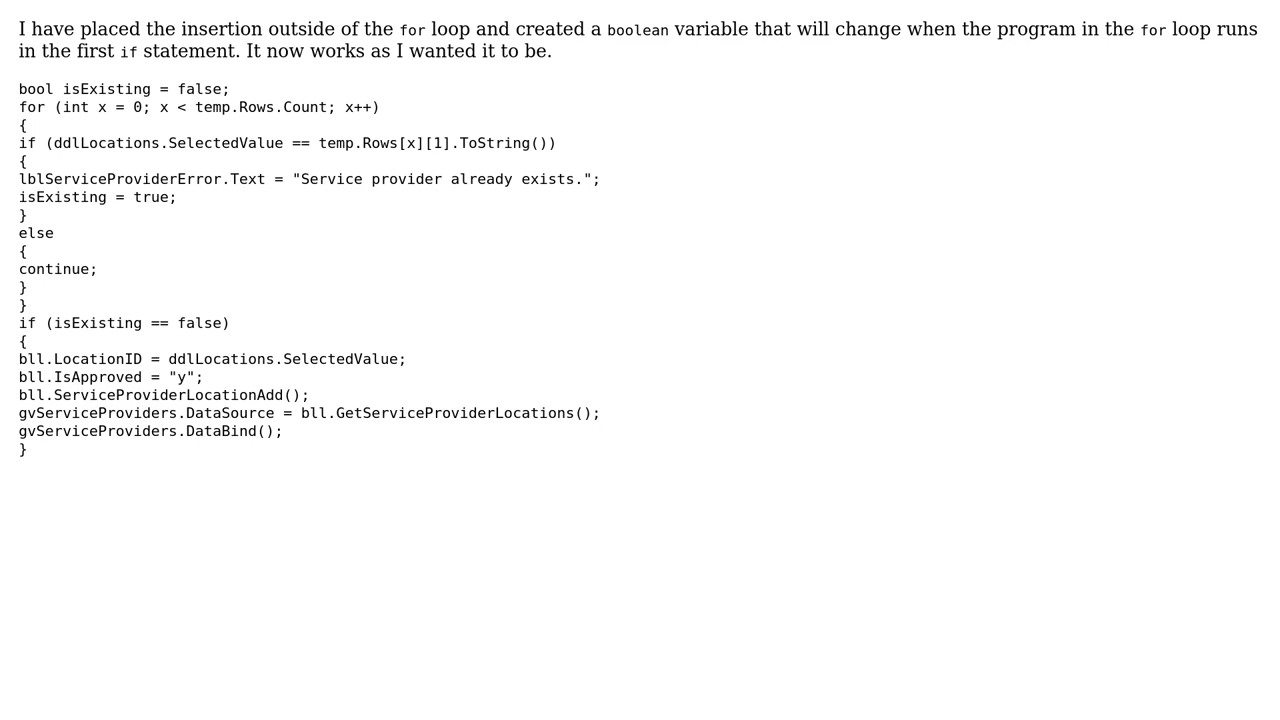 I have placed the insertion outside of the for loop and created a boolean variable that will change when the program in the for loop runs
in the first if statement. It now works as I wanted it to be.
bool isExisting = false;
for (int x = 0; x < temp.Rows.Count; x++)
{
if (ddlLocations.SelectedValue == temp.Rows[x][1].ToString())
{
lblServiceProviderError.Text = "Service provider already exists.";
isExisting = true;
}
else
{
continue;
}
}
if (isExisting == false)
{
bll.LocationID = ddlLocations.SelectedValue;
bll.IsApproved = "y";
bll.ServiceProviderLocationAdd();
gvServiceProviders.DataSource = bll.GetServiceProviderLocations();
gvServiceProviders.DataBind();
}